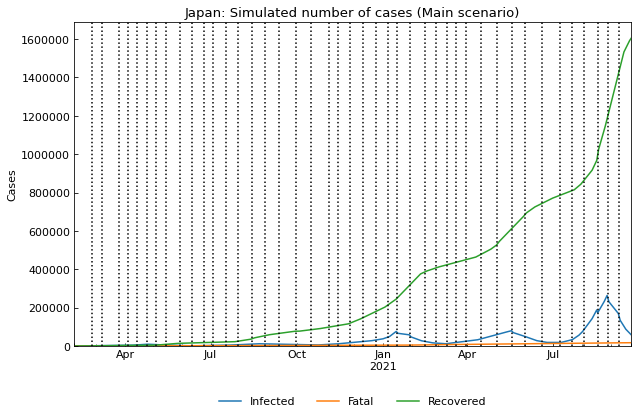 Japan: Simulated number of cases (Main scenario)
1600000
1400000
1200000
1000000
800000
600000
400000
200000
0
Cases
Apr Jul Oct Jan Apr Jul
2021
Infected Fatal Recovered